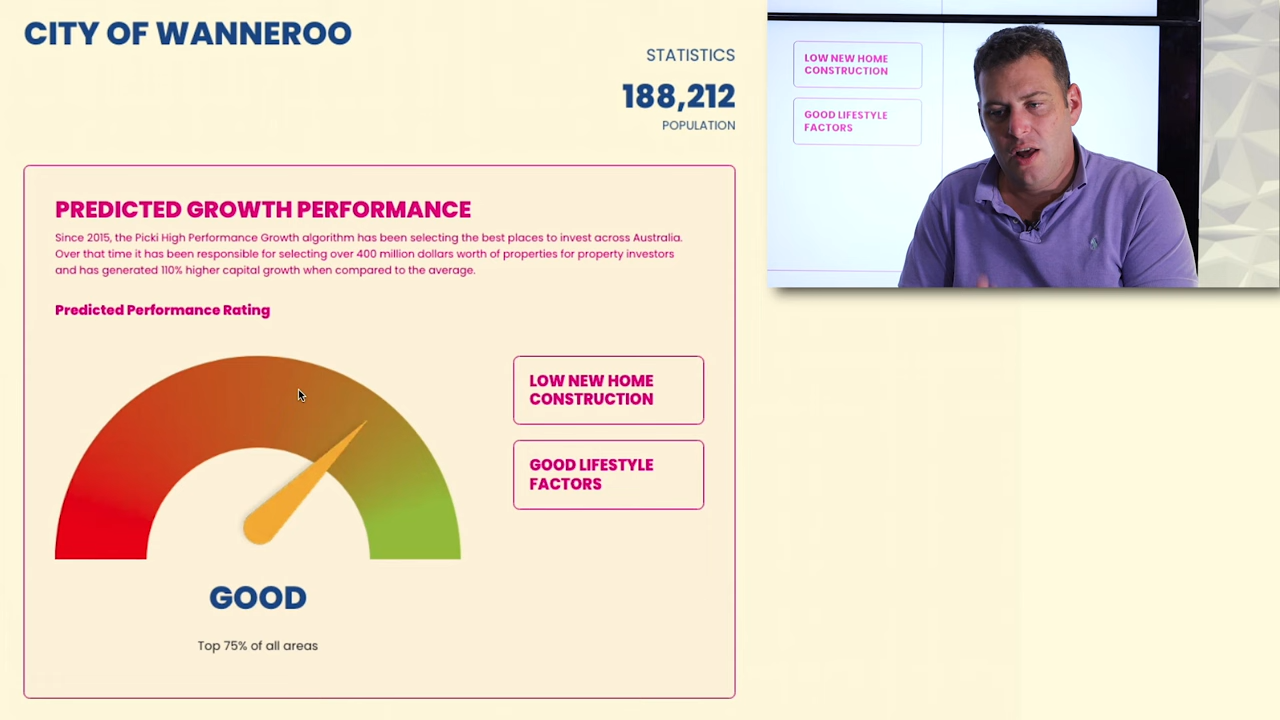 CITY OF WANNEROO
STATISTICS
188,212
POPULATION
PREDICTED GROWTH PERFORMANCE
Since 2015, the Picki High Performance Growth algorithm has been selecting the best places to invest across Australia.
Over that time it has been responsible for selecting over 400 million dollars worth of properties for property investors
and has generated 110% higher capital growth when compared to the average.
Predicted Performance Rating
LOW NEW HOME
CONSTRUCTION
GOOD LIFESTYLE
FACTORS
GOOD
Top 75% of all areas
LOW NEW HOME
CONSTRUCTION
GOOD LIFESTYLE
FACTORS